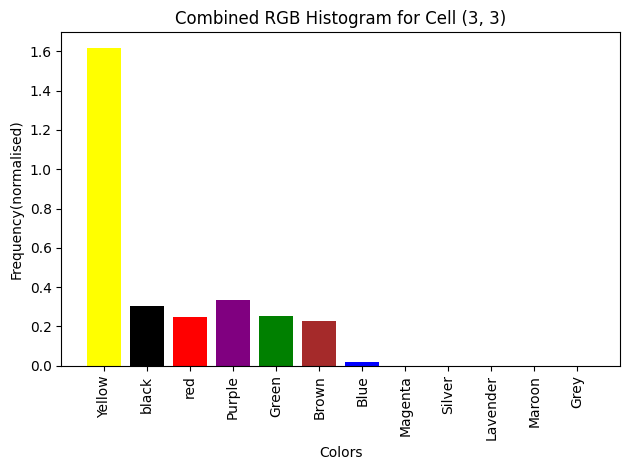 Combined RGB Histogram for Cell (3, 3)
Frequency(normalised)
1.6
1.4
1.2
1.0
0.8
0.6
0.4
0.2
0.0
Yellow
black
red
Purple
Green
Brown
Blue
Magenta
Silver
Lavender
Maroon
Grey
Colors